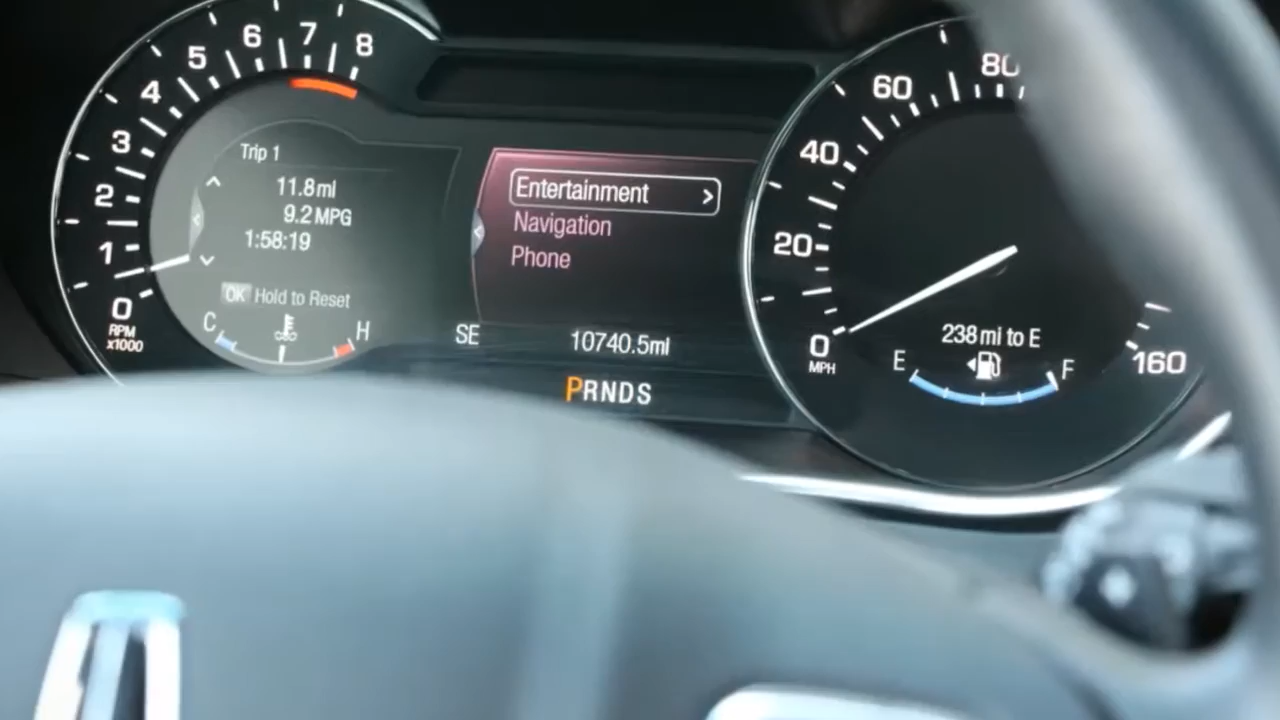 8
7
6
5
4
3
2
1
0
RPM
x1000
Trip 1
11.8mi
9.2 MPG
1:58:19
OK Hold to Reset
C H
Entertainment >
Navigation
Phone
SE 10740.5mi
PRNDS
80
60
40
20
0
MPH
160
238 mi to E
E F